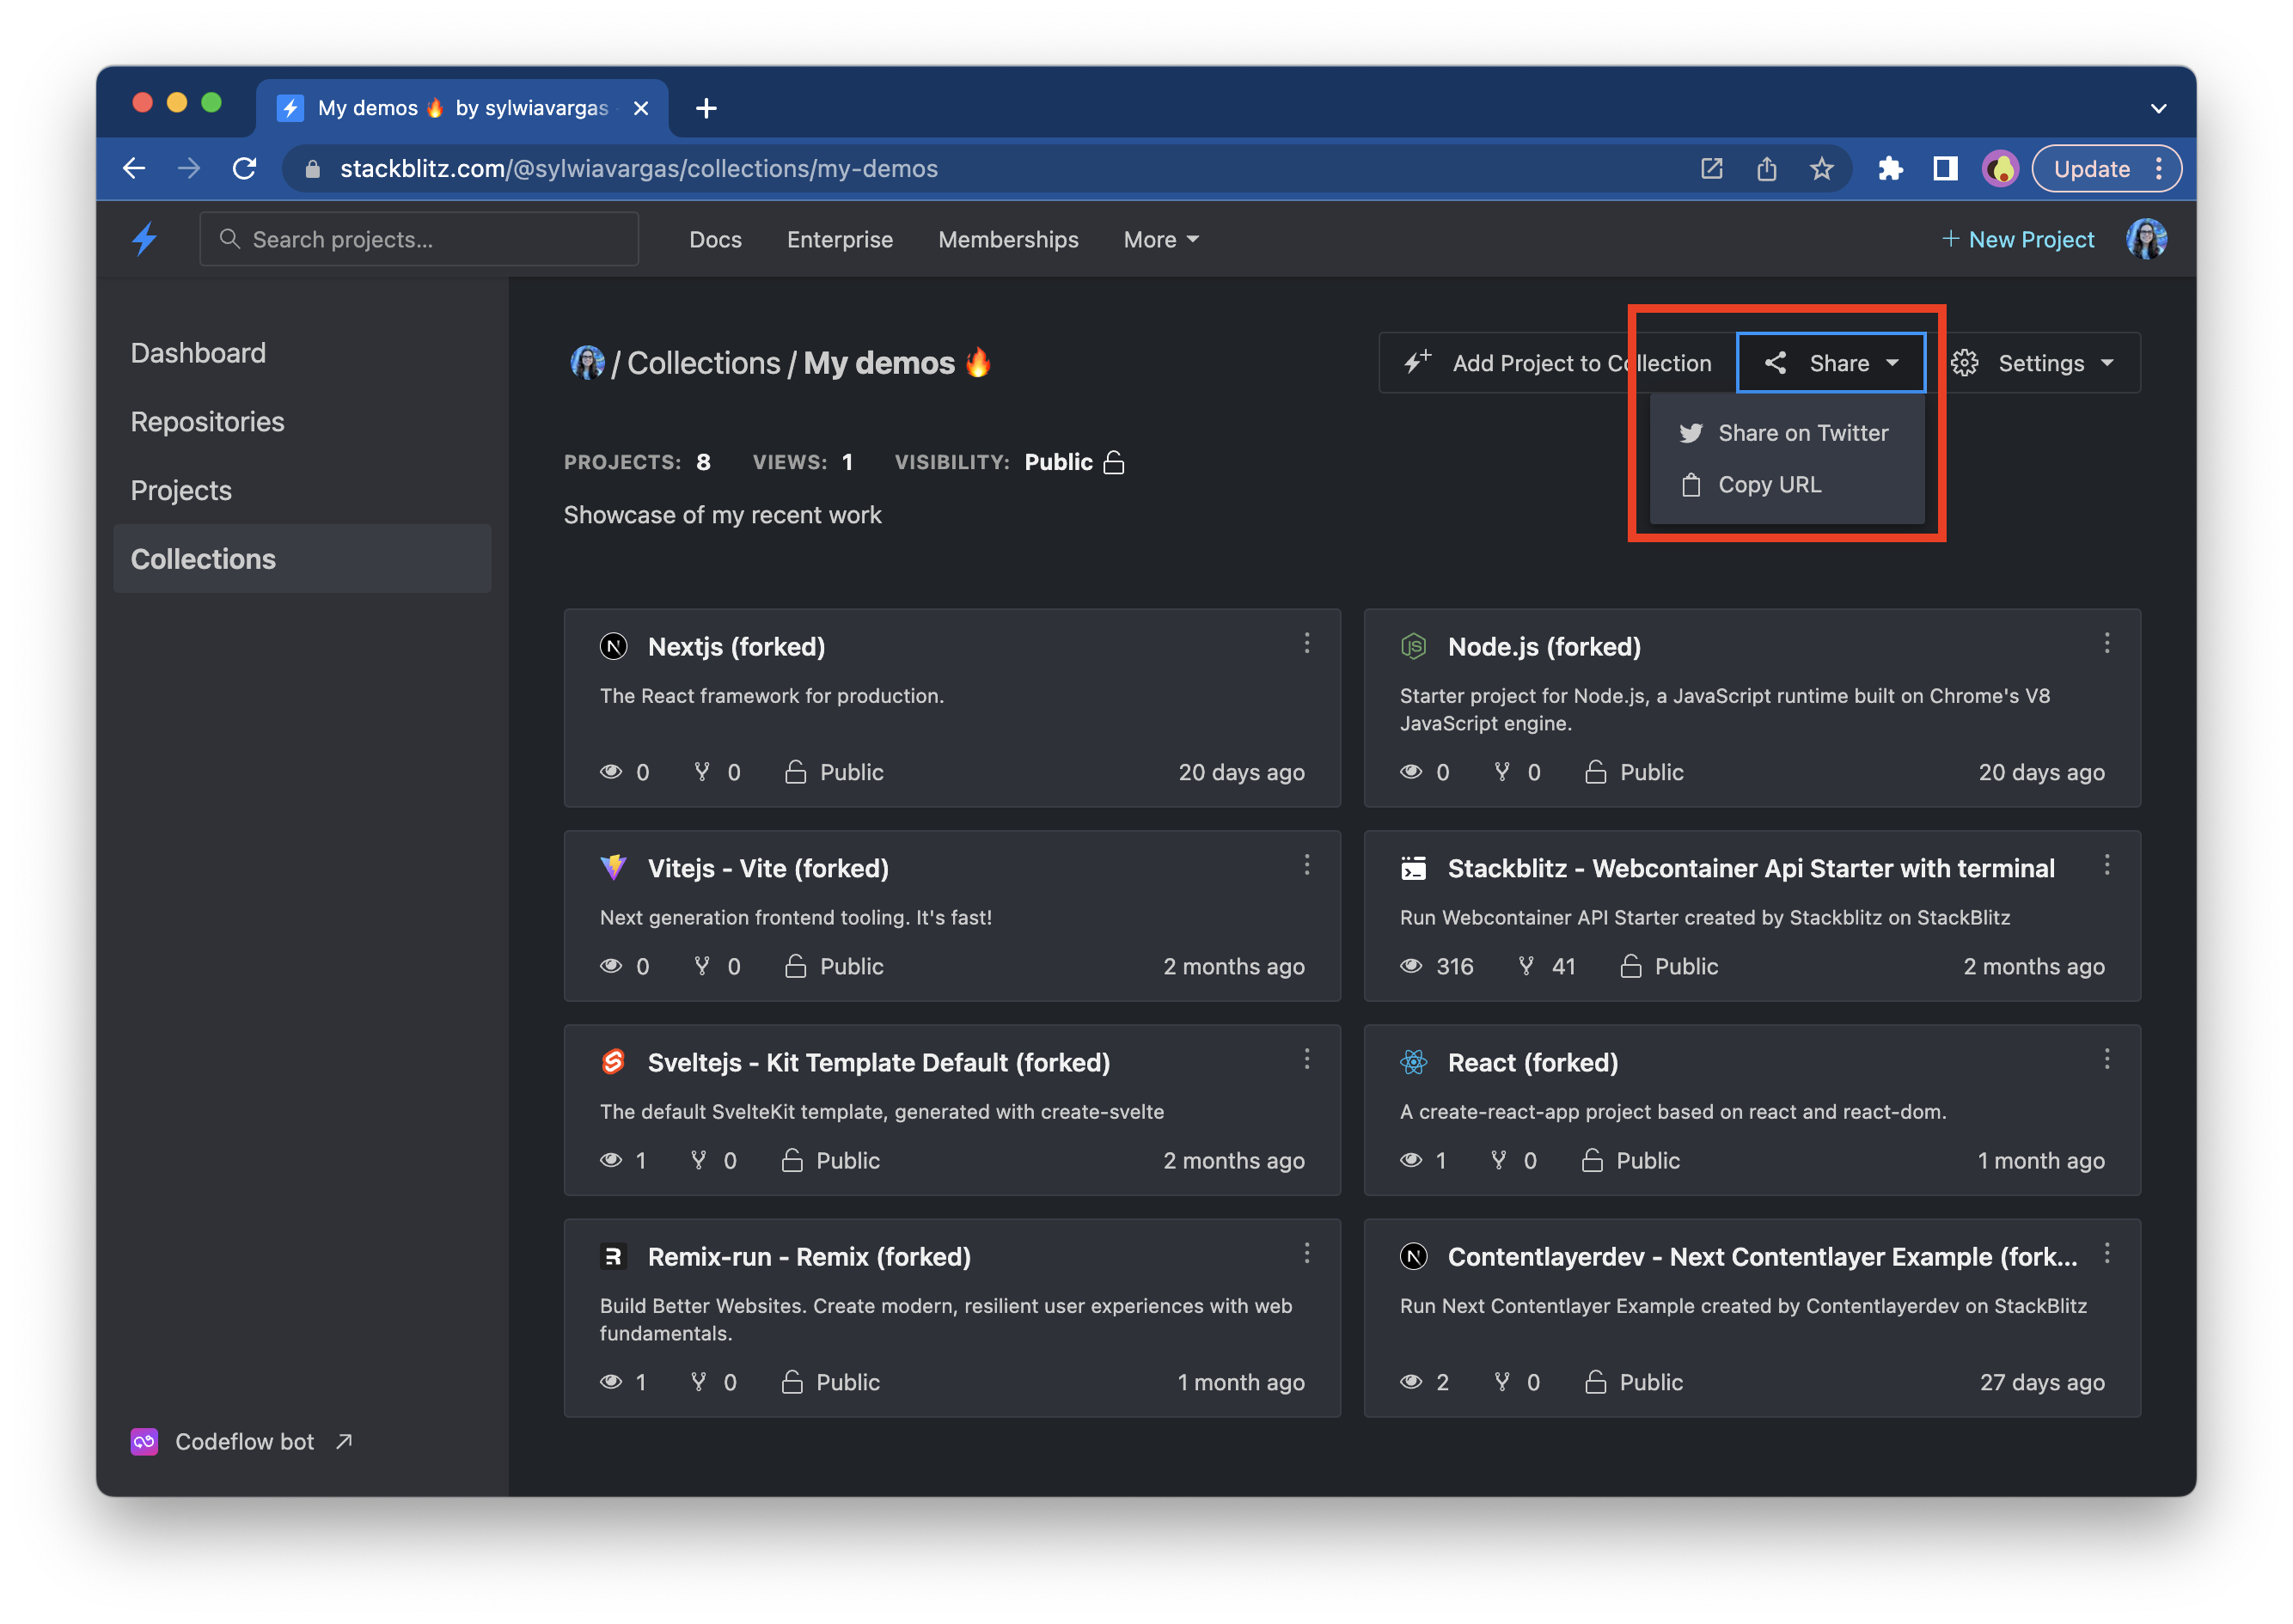 My demos 🔥 by sylwiavargas
stackblitz.com/@sylwiavargas/collections/my-demos
Update
Search projects...
Docs
Enterprise
Memberships
More
+ New Project
Dashboard
Repositories
Projects
Collections
/ Collections / My demos 🔥
Add Project to Collection
Share
Settings
Share on Twitter
Copy URL
PROJECTS: 8 VIEWS: 1 VISIBILITY: Public
Showcase of my recent work
Nextjs (forked)
The React framework for production.
0 0 Public 20 days ago
Node.js (forked)
Starter project for Node.js, a JavaScript runtime built on Chrome's V8
JavaScript engine.
0 0 Public 20 days ago
Vitejs - Vite (forked)
Next generation frontend tooling. It's fast!
0 0 Public 2 months ago
Stackblitz - Webcontainer Api Starter with terminal
Run Webcontainer API Starter created by Stackblitz on StackBlitz
316 41 Public 2 months ago
Sveltejs - Kit Template Default (forked)
The default SvelteKit template, generated with create-svelte
1 0 Public 2 months ago
React (forked)
A create-react-app project based on react and react-dom.
1 0 Public 1 month ago
Remix-run - Remix (forked)
Build Better Websites. Create modern, resilient user experiences with web
fundamentals.
1 0 Public 1 month ago
Contentlayerdev - Next Contentlayer Example (fork...
Run Next Contentlayer Example created by Contentlayerdev on StackBlitz
2 0 Public 27 days ago
Codeflow bot